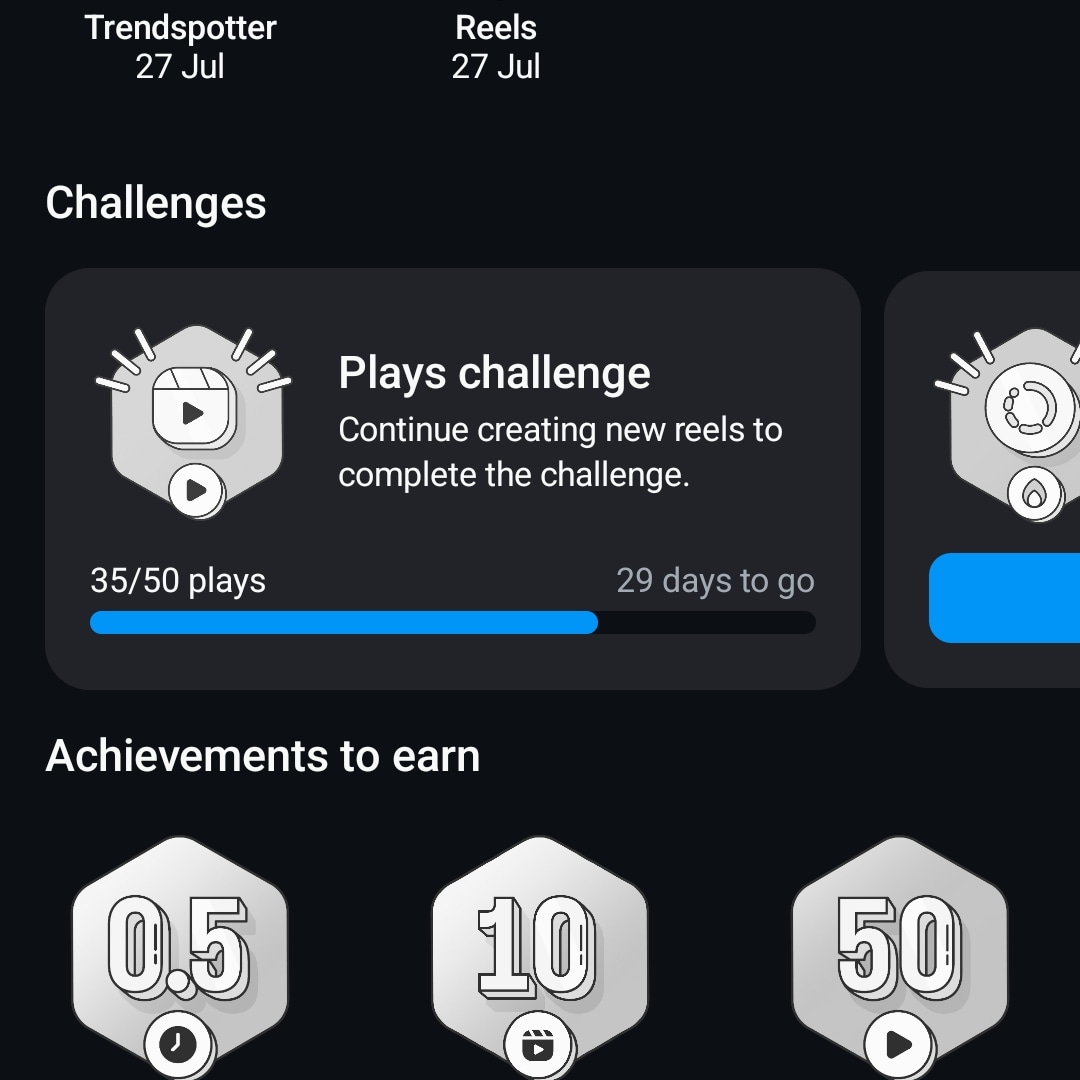 Trendspotter
27 Jul
Reels
27 Jul
Challenges
Plays challenge
Continue creating new reels to
complete the challenge.
35/50 plays
29 days to go
Achievements to earn
0.5
10
50